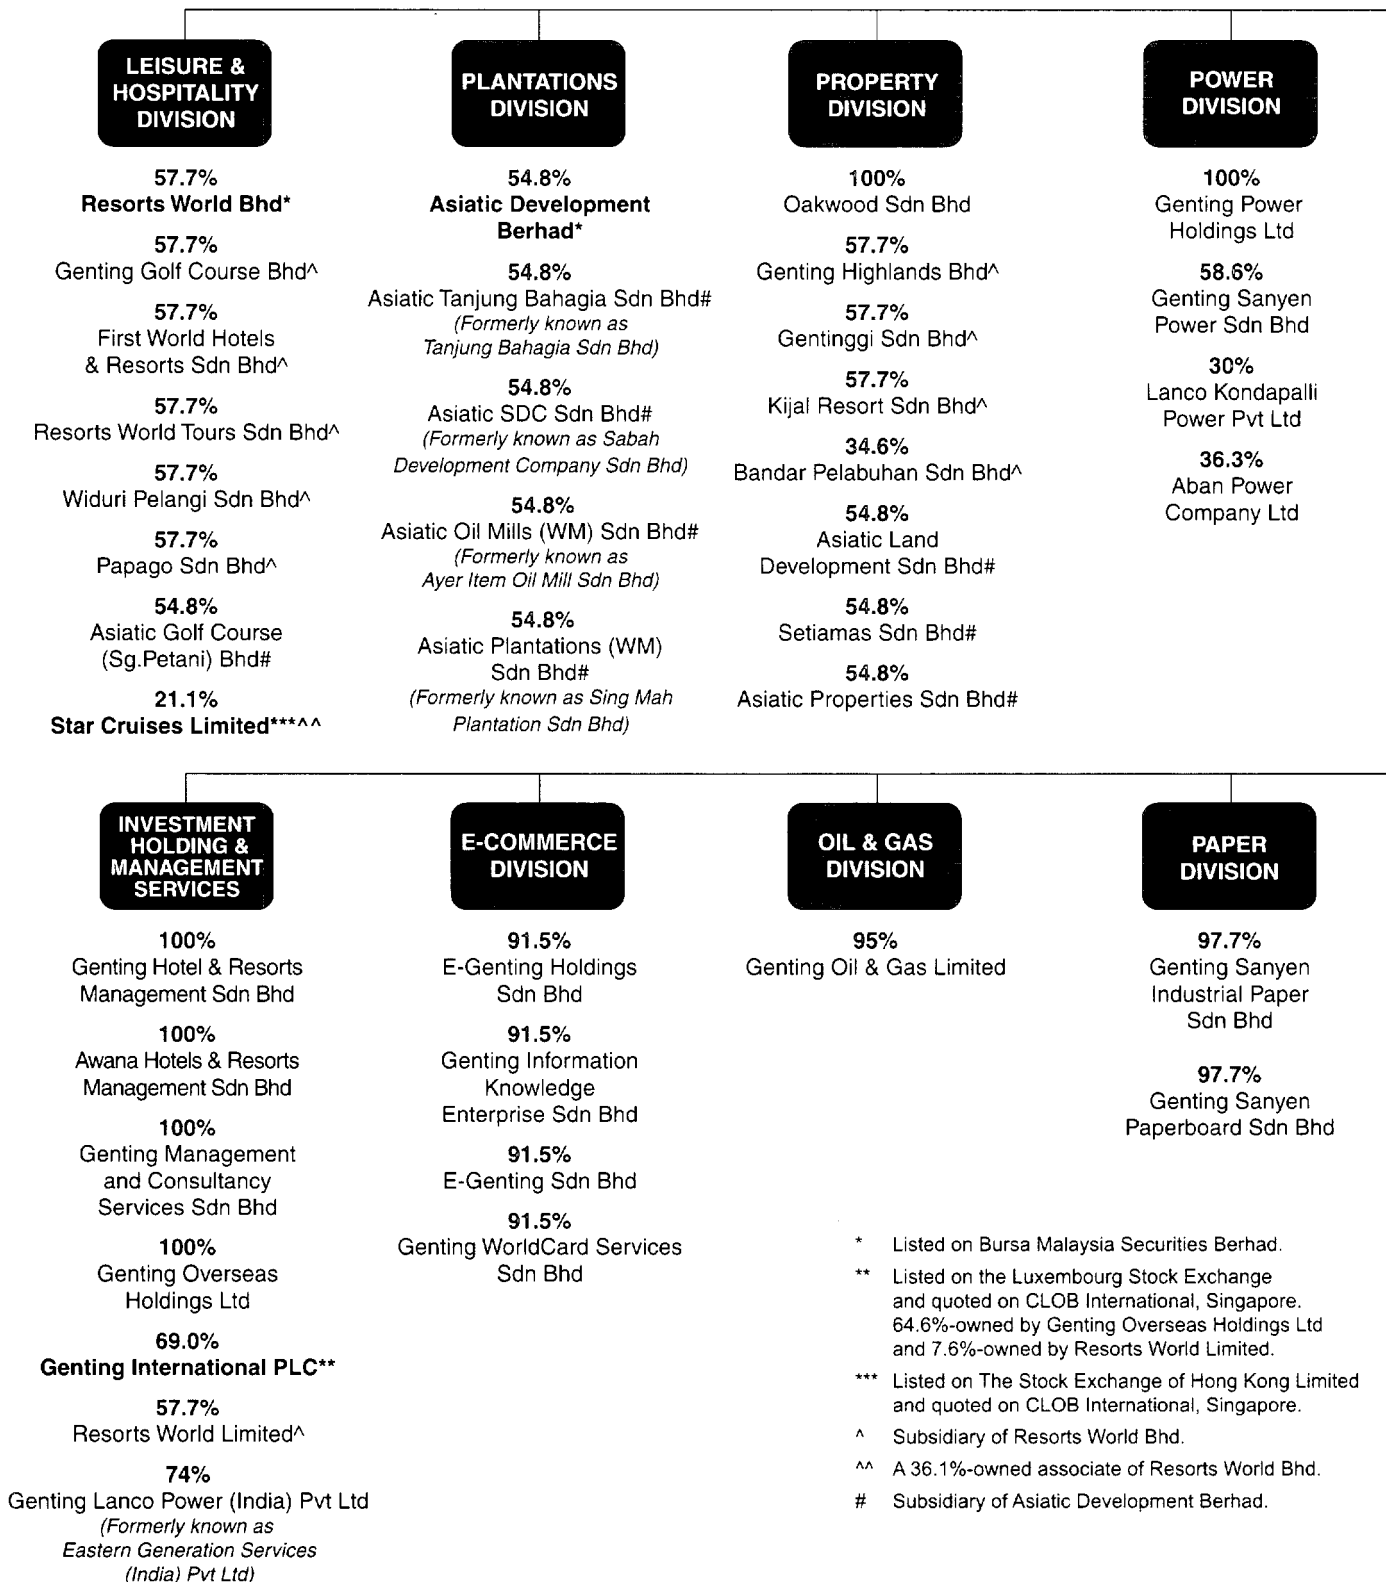 LEISURE &
HOSPITALITY
DIVISION
57.7%
Resorts World Bhd*
57.7%
Genting Golf Course Bhd^
57.7%
First World Hotels
& Resorts Sdn Bhd^
57.7%
Resorts World Tours Sdn Bhd^
57.7%
Widuri Pelangi Sdn Bhd^
57.7%
Papago Sdn Bhd^
54.8%
Asiatic Golf Course
(Sg.Petani) Bhd#
21.1%
Star Cruises Limited***^^
PLANTATIONS
DIVISION
54.8%
Asiatic Development
Berhad*
54.8%
Asiatic Tanjung Bahagia Sdn Bhd#
(Formerly known as
Tanjung Bahagia Sdn Bhd)
54.8%
Asiatic SDC Sdn Bhd#
(Formerly known as Sabah
Development Company Sdn Bhd)
54.8%
Asiatic Oil Mills (WM) Sdn Bhd#
(Formerly known as
Ayer Item Oil Mill Sdn Bhd)
54.8%
Asiatic Plantations (WM)
Sdn Bhd#
(Formerly known as Sing Mah
Plantation Sdn Bhd)
PROPERTY
DIVISION
100%
Oakwood Sdn Bhd
57.7%
Genting Highlands Bhd^
57.7%
Gentinggi Sdn Bhd^
57.7%
Kijal Resort Sdn Bhd^
34.6%
Bandar Pelabuhan Sdn Bhd^
54.8%
Asiatic Land
Development Sdn Bhd#
54.8%
Setiamas Sdn Bhd#
54.8%
Asiatic Properties Sdn Bhd#
POWER
DIVISION
100%
Genting Power
Holdings Ltd
58.6%
Genting Sanyen
Power Sdn Bhd
30%
Lanco Kondapalli
Power Pvt Ltd
36.3%
Aban Power
Company Ltd
INVESTMENT
HOLDING &
MANAGEMENT
SERVICES
100%
Genting Hotel & Resorts
Management Sdn Bhd
100%
Awana Hotels & Resorts
Management Sdn Bhd
100%
Genting Management
and Consultancy
Services Sdn Bhd
100%
Genting Overseas
Holdings Ltd
69.0%
Genting International PLC**
57.7%
Resorts World Limited^
74%
Genting Lanco Power (India) Pvt Ltd
(Formerly known as
Eastern Generation Services
(India) Pvt Ltd)
E-COMMERCE
DIVISION
91.5%
E-Genting Holdings
Sdn Bhd
91.5%
Genting Information
Knowledge
Enterprise Sdn Bhd
91.5%
E-Genting Sdn Bhd
91.5%
Genting WorldCard Services
Sdn Bhd
OIL & GAS
DIVISION
95%
Genting Oil & Gas Limited
PAPER
DIVISION
97.7%
Genting Sanyen
Industrial Paper
Sdn Bhd
97.7%
Genting Sanyen
Paperboard Sdn Bhd
* Listed on Bursa Malaysia Securities Berhad.
** Listed on the Luxembourg Stock Exchange
and quoted on CLOB International, Singapore.
64.6%-owned by Genting Overseas Holdings Ltd
and 7.6%-owned by Resorts World Limited.
*** Listed on The Stock Exchange of Hong Kong Limited
and quoted on CLOB International, Singapore.
^ Subsidiary of Resorts World Bhd.
^^ A 36.1%-owned associate of Resorts World Bhd.
# Subsidiary of Asiatic Development Berhad.